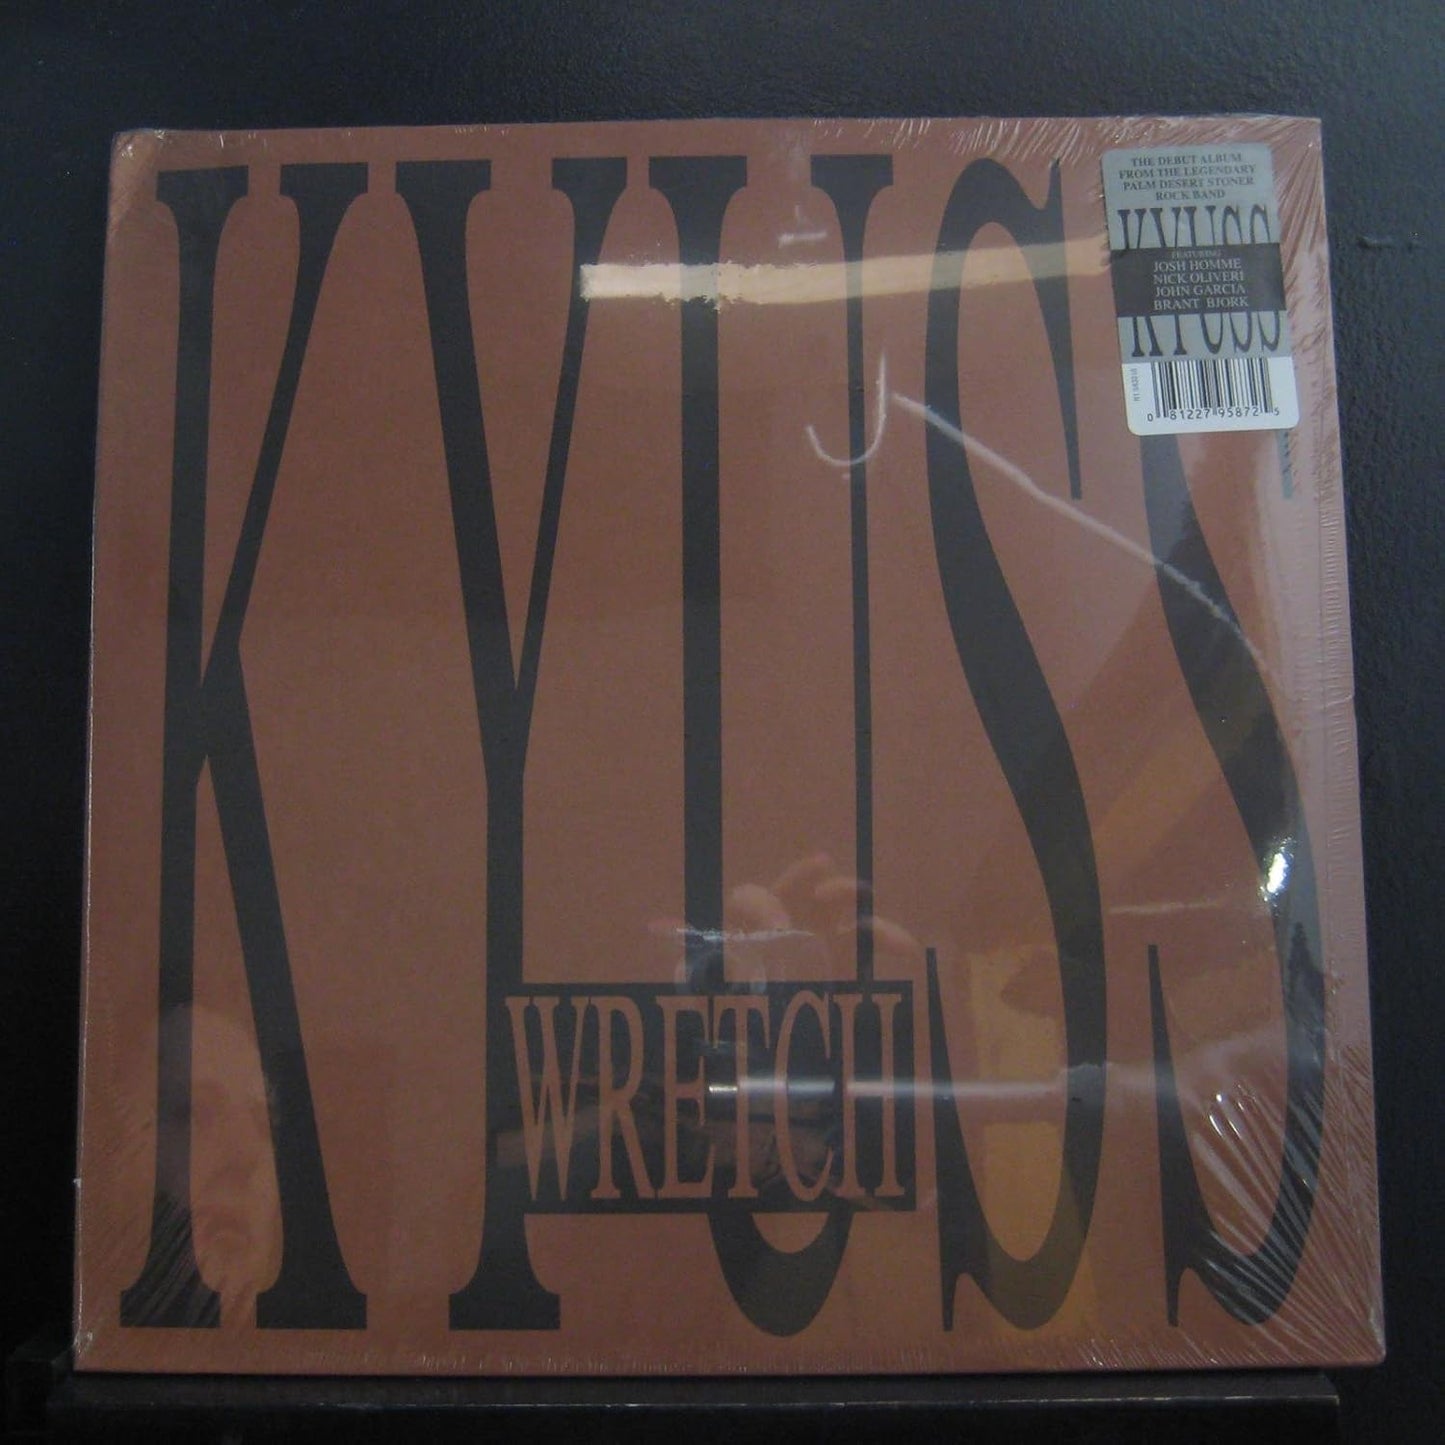 KYUSS
WRETCH
THE DEBUT ALBUM
FROM THE LEGENDARY
PALM DESERT STONER
ROCK BAND
KYUSS
FEATURING
JOSH HOMME
NICK OLIVERI
JOHN GARCIA
BRANT BJORK
KYUSS
0 81227 95872 5